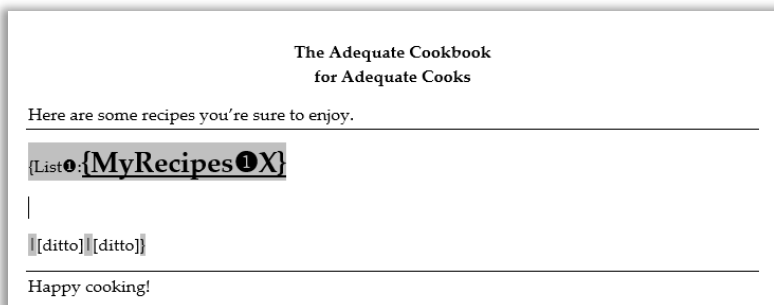 The Adequate Cookbook
for Adequate Cooks
Here are some recipes you’re sure to enjoy.
{List❶:{MyRecipes❶X}
|[ditto]|[ditto]}
Happy cooking!